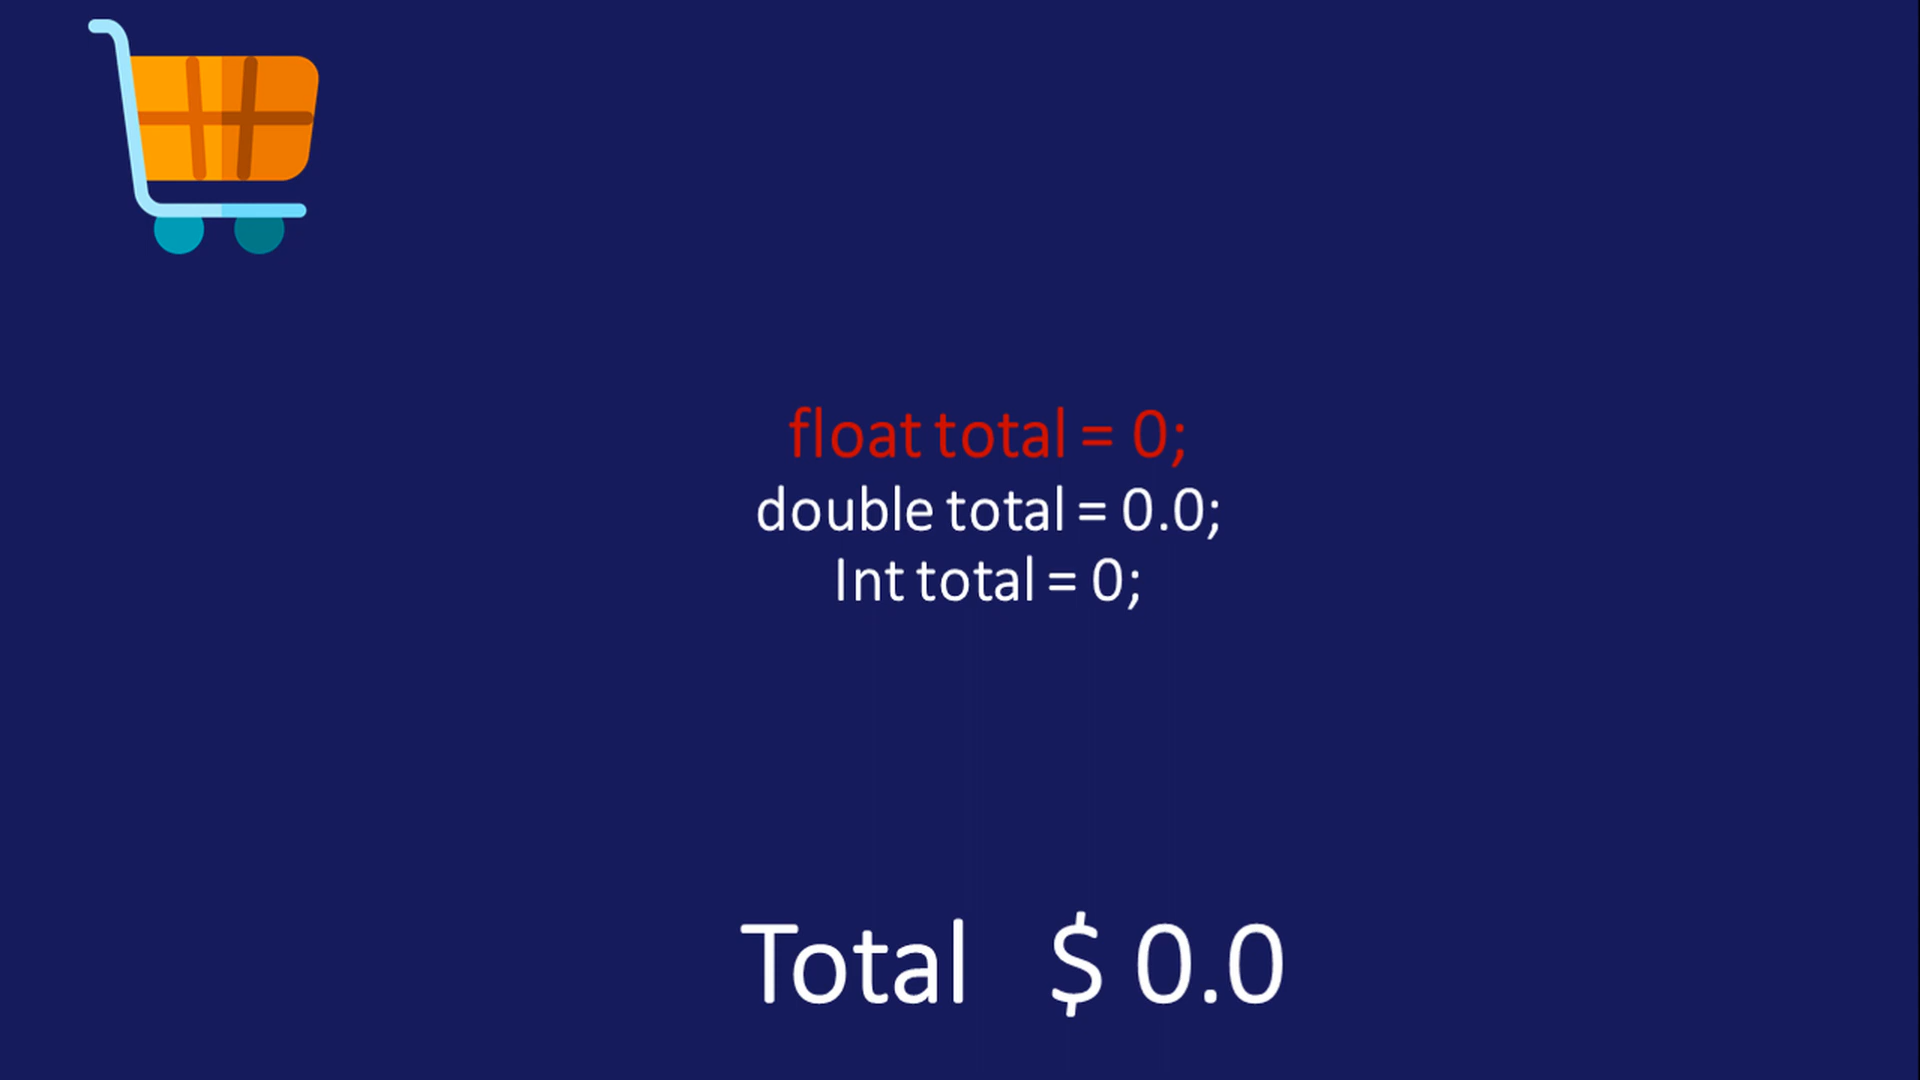 float total = 0;
double total = 0.0;
Int total = 0;
Total $ 0.0